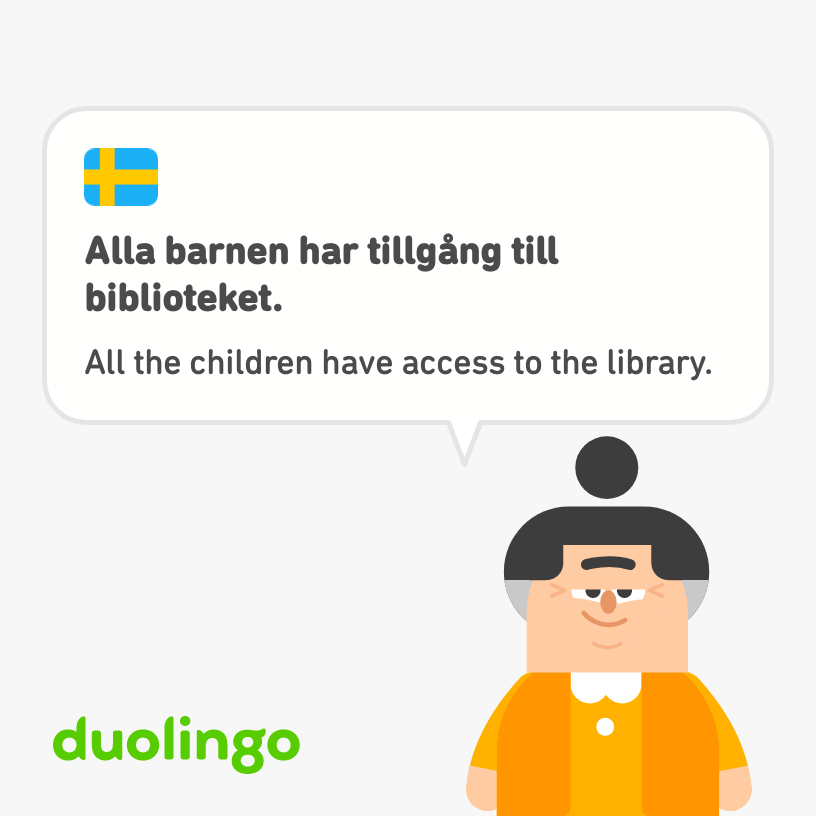 Alla barnen har tillgång till
biblioteket.
All the children have access to the library.
duolingo